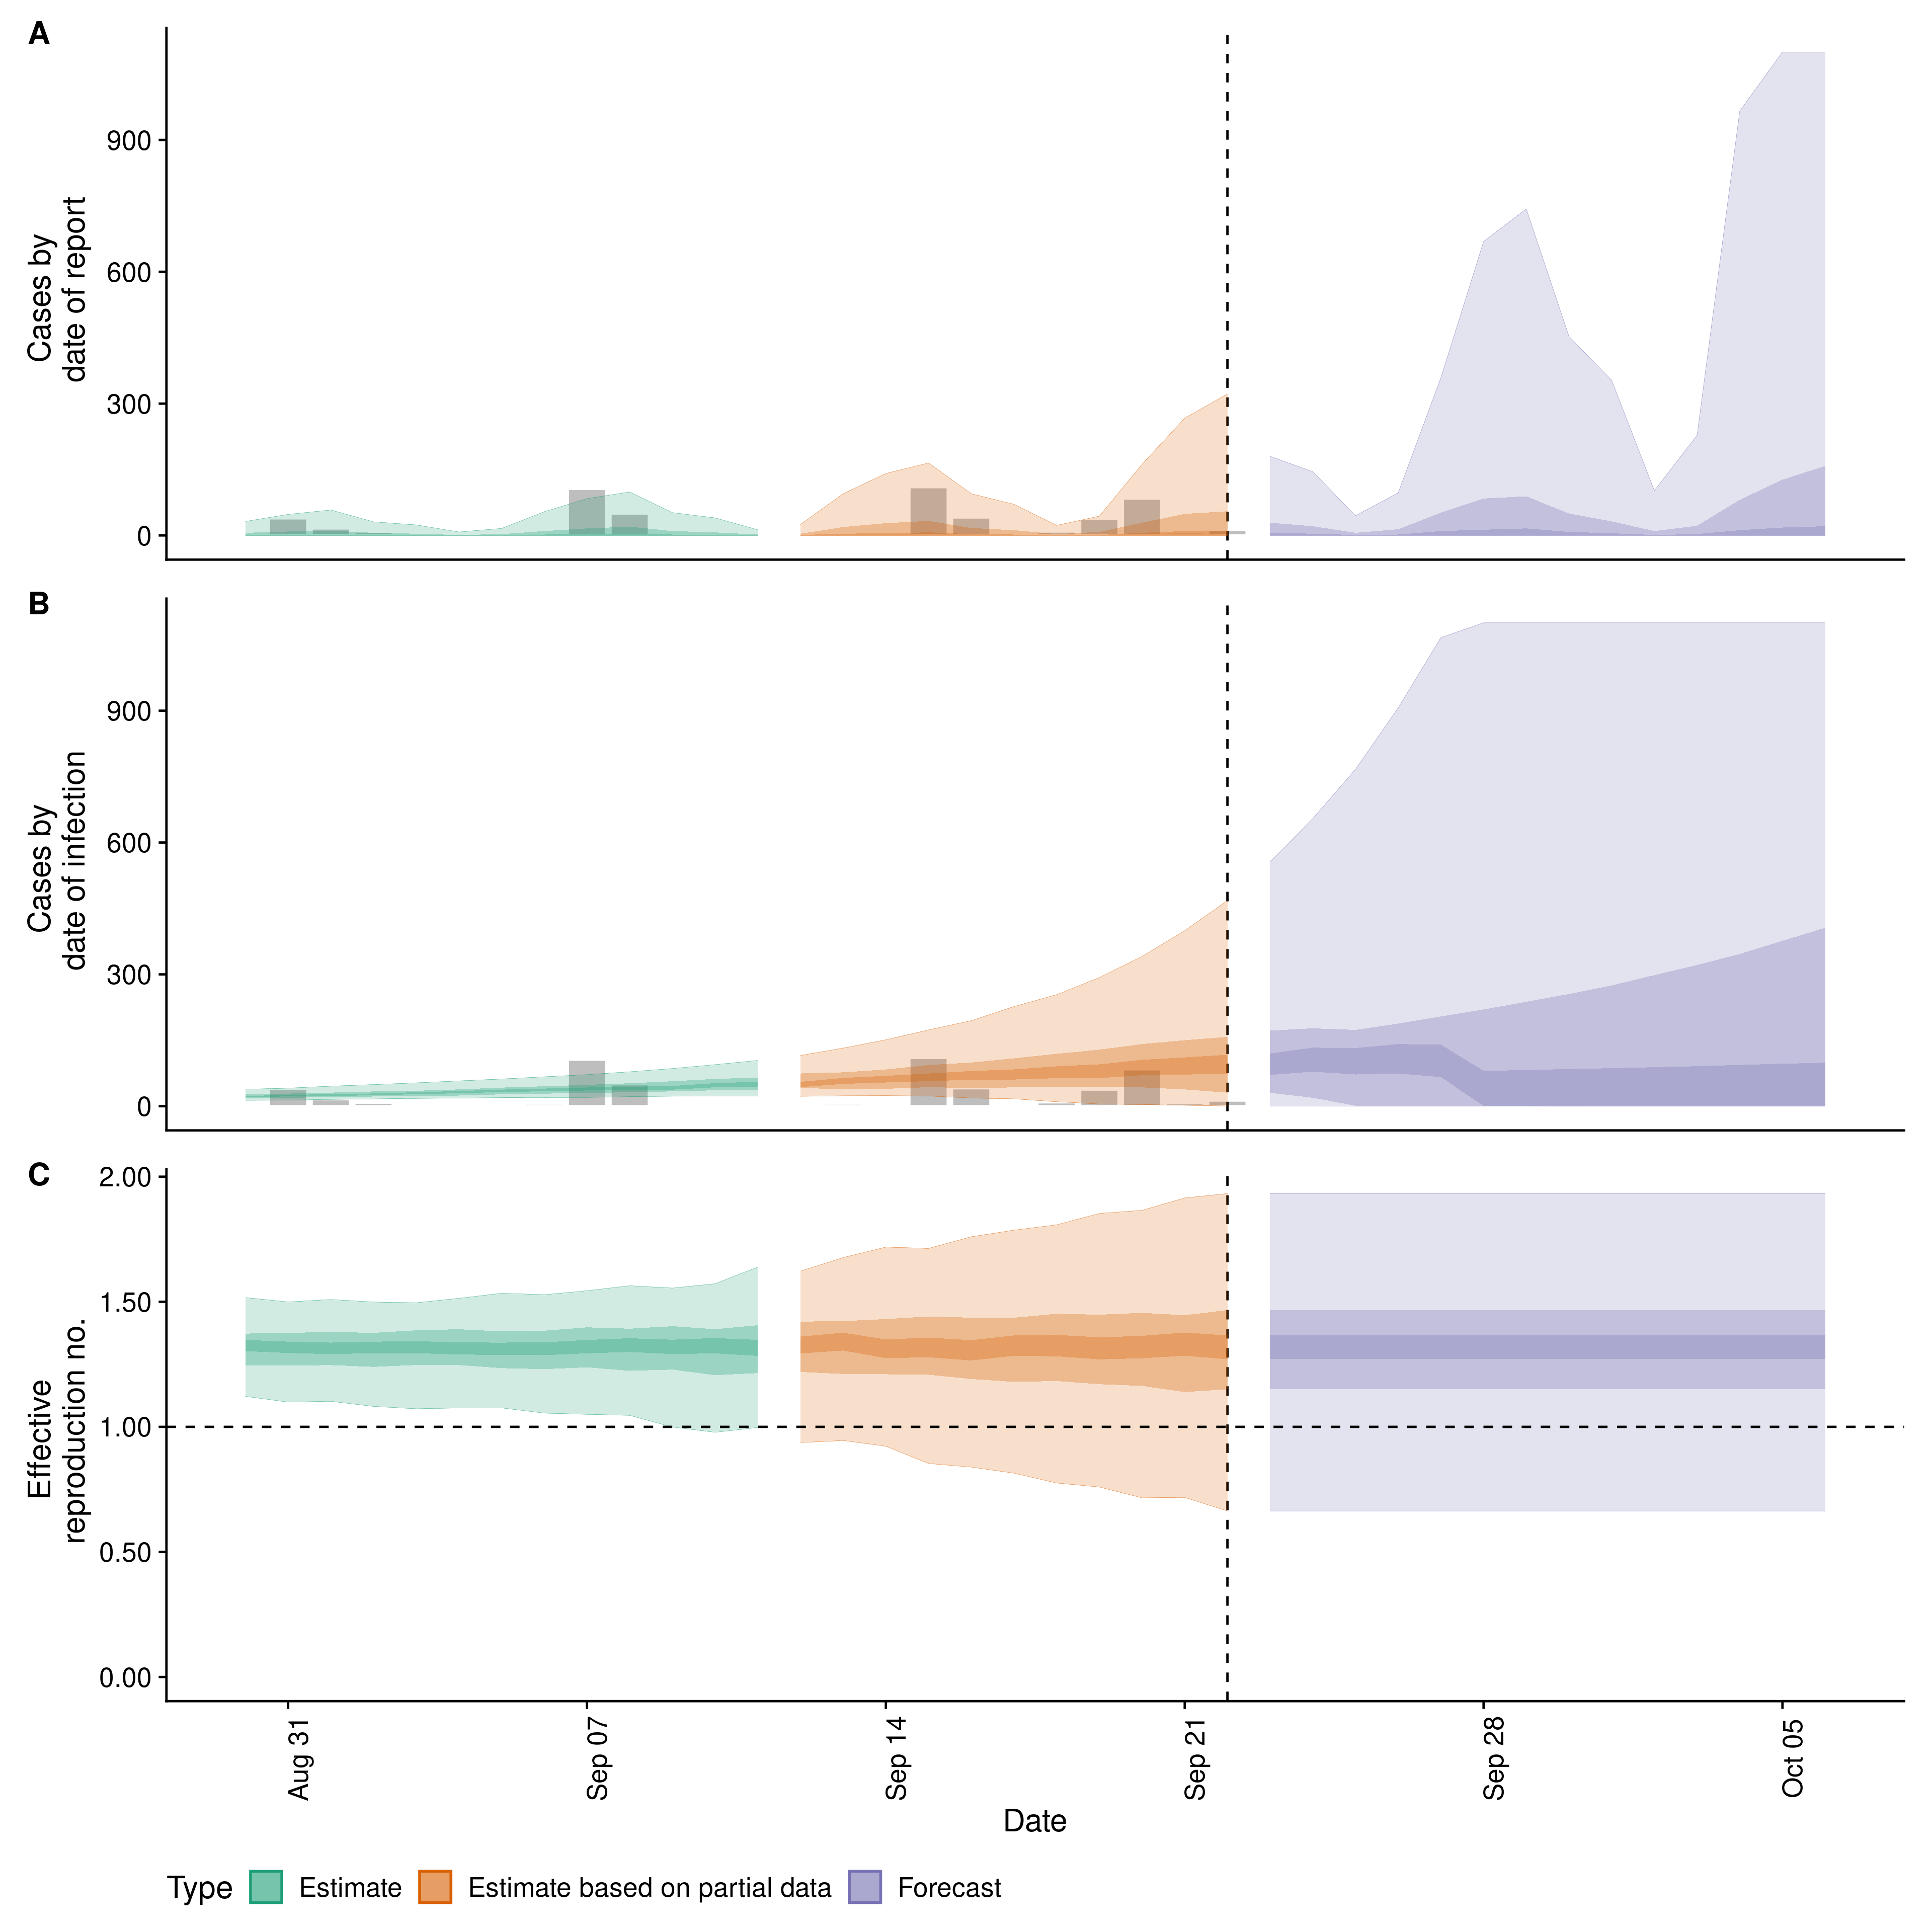 A
Cases by
date of report
900
600
300
0
B
Cases by
date of infection
900
600
300
0
C
Effective
reproduction no.
2.00
1.50
1.00
0.50
0.00
Aug 31
Sep 07
Sep 14
Sep 21
Sep 28
Oct 05
Date
Type Estimate Estimate based on partial data Forecast